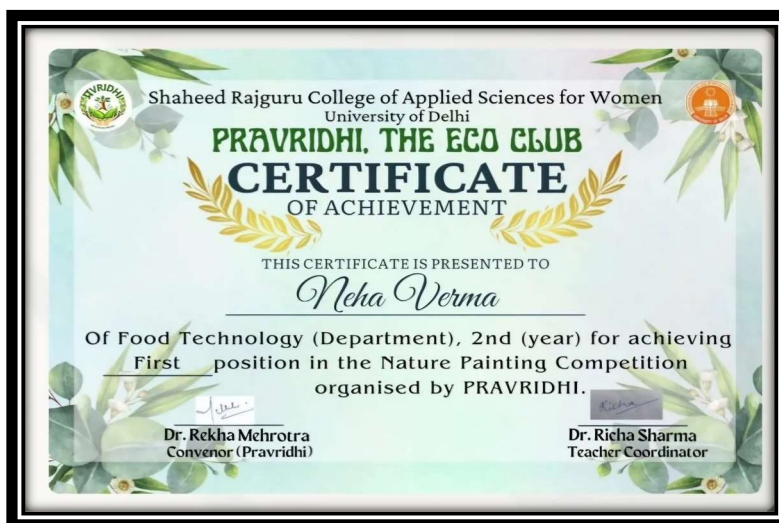 PRAVRIDHI
Shaheed Rajguru College of Applied Sciences for Women
University of Delhi
PRAVRIDHI, THE ECO CLUB
CERTIFICATE
OF ACHIEVEMENT
THIS CERTIFICATE IS PRESENTED TO
Neha Verma
Of Food Technology (Department), 2nd (year) for achieving
First position in the Nature Painting Competition
organised by PRAVRIDHI.
Richa
Dr. Rekha Mehrotra
Convenor (Pravridhi)
Dr. Richa Sharma
Teacher Coordinator